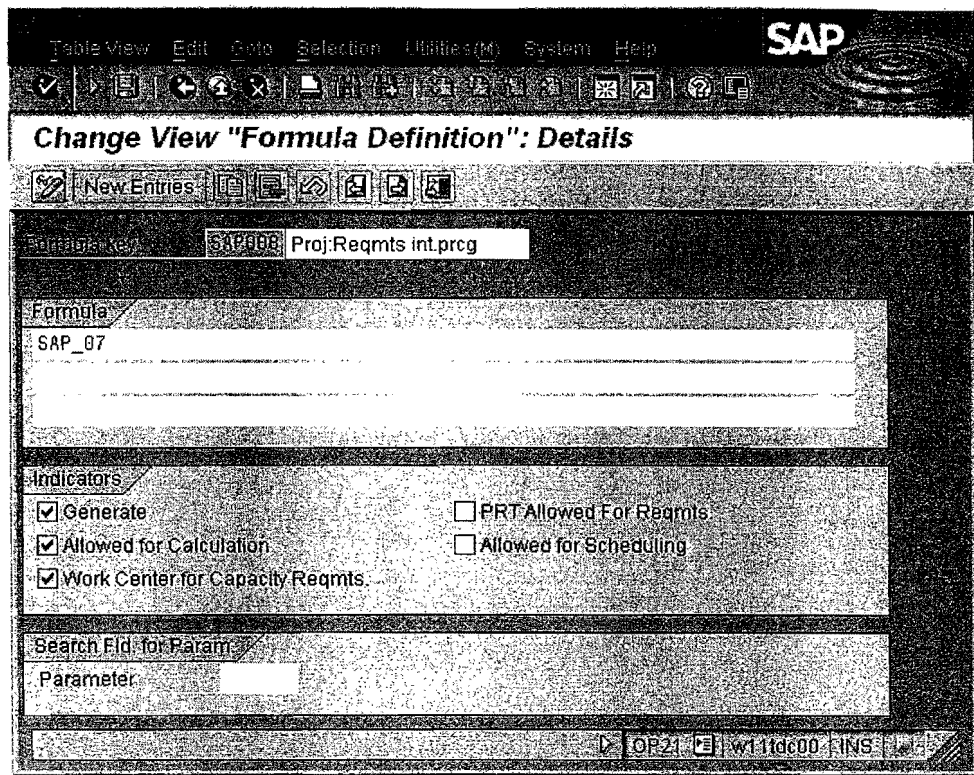 SAP
Table View Edit Goto Selection Utilities(M) System Help
Change View "Formula Definition": Details
New Entries
Formula key SAP008 Proj:Reqmts int.prcg
Formula
SAP_07
Indicators
Generate PRT Allowed For Reqmts.
Allowed for Calculation Allowed for Scheduling
Work Center for Capacity Reqmts.
Search Fld. for Param.
Parameter
OP21 w11tdc00 INS